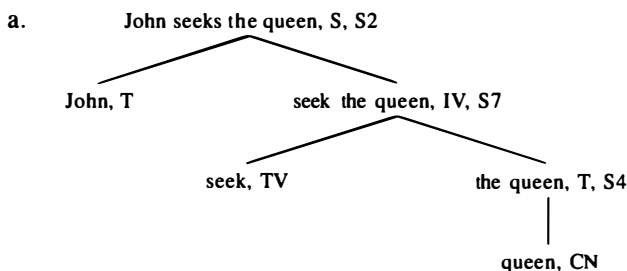 a. John seeks the queen, S, S2
John, T seek the queen, IV, S7
seek, TV the queen, T, S4
queen, CN